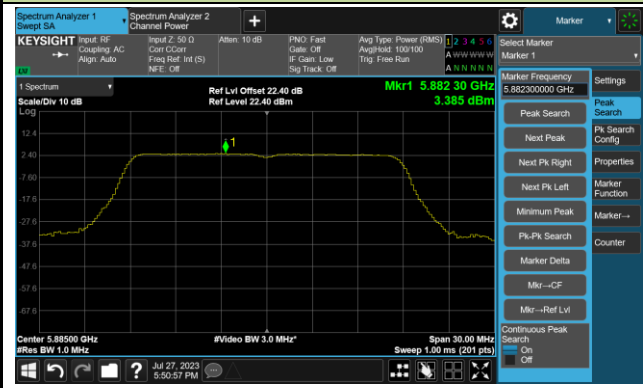 Spectrum Analyzer 1
Swept SA
Spectrum Analyzer 2
Channel Power
Marker
KEYSIGHT
Input: RF
Coupling: AC
Align: Auto
Input Z: 50 Ω
Corr CCorr
Freq Ref: Int (S)
NFE: Off
Atten: 10 dB
PNO: Fast
Gate: Off
IF Gain: Low
Sig Track: Off
Avg Type: Power (RMS)
Avg|Hold: 100/100
Trig: Free Run
1 2 3 4 5 6
A W W W W W
A N N N N N
LXI
Select Marker
Marker 1
1 Spectrum
Scale/Div 10 dB
Log
Ref Lvl Offset 22.40 dB
Ref Level 22.40 dBm
Mkr1 5.882 30 GHz
3.385 dBm
1
12.4
2.40
-7.60
-17.6
-27.6
-37.6
-47.6
-57.6
-67.6
Center 5.88500 GHz
#Res BW 1.0 MHz
#Video BW 3.0 MHz*
Span 30.00 MHz
Sweep 1.00 ms (201 pts)
Marker Frequency
5.882300000 GHz
Peak Search
Next Peak
Next Pk Right
Next Pk Left
Minimum Peak
Pk-Pk Search
Marker Delta
Mkr→CF
Mkr→Ref Lvl
Continuous Peak
Search
On
Off
Settings
Peak
Search
Pk Search
Config
Properties
Marker
Function
Marker→
Counter
Jul 27, 2023
5:50:57 PM